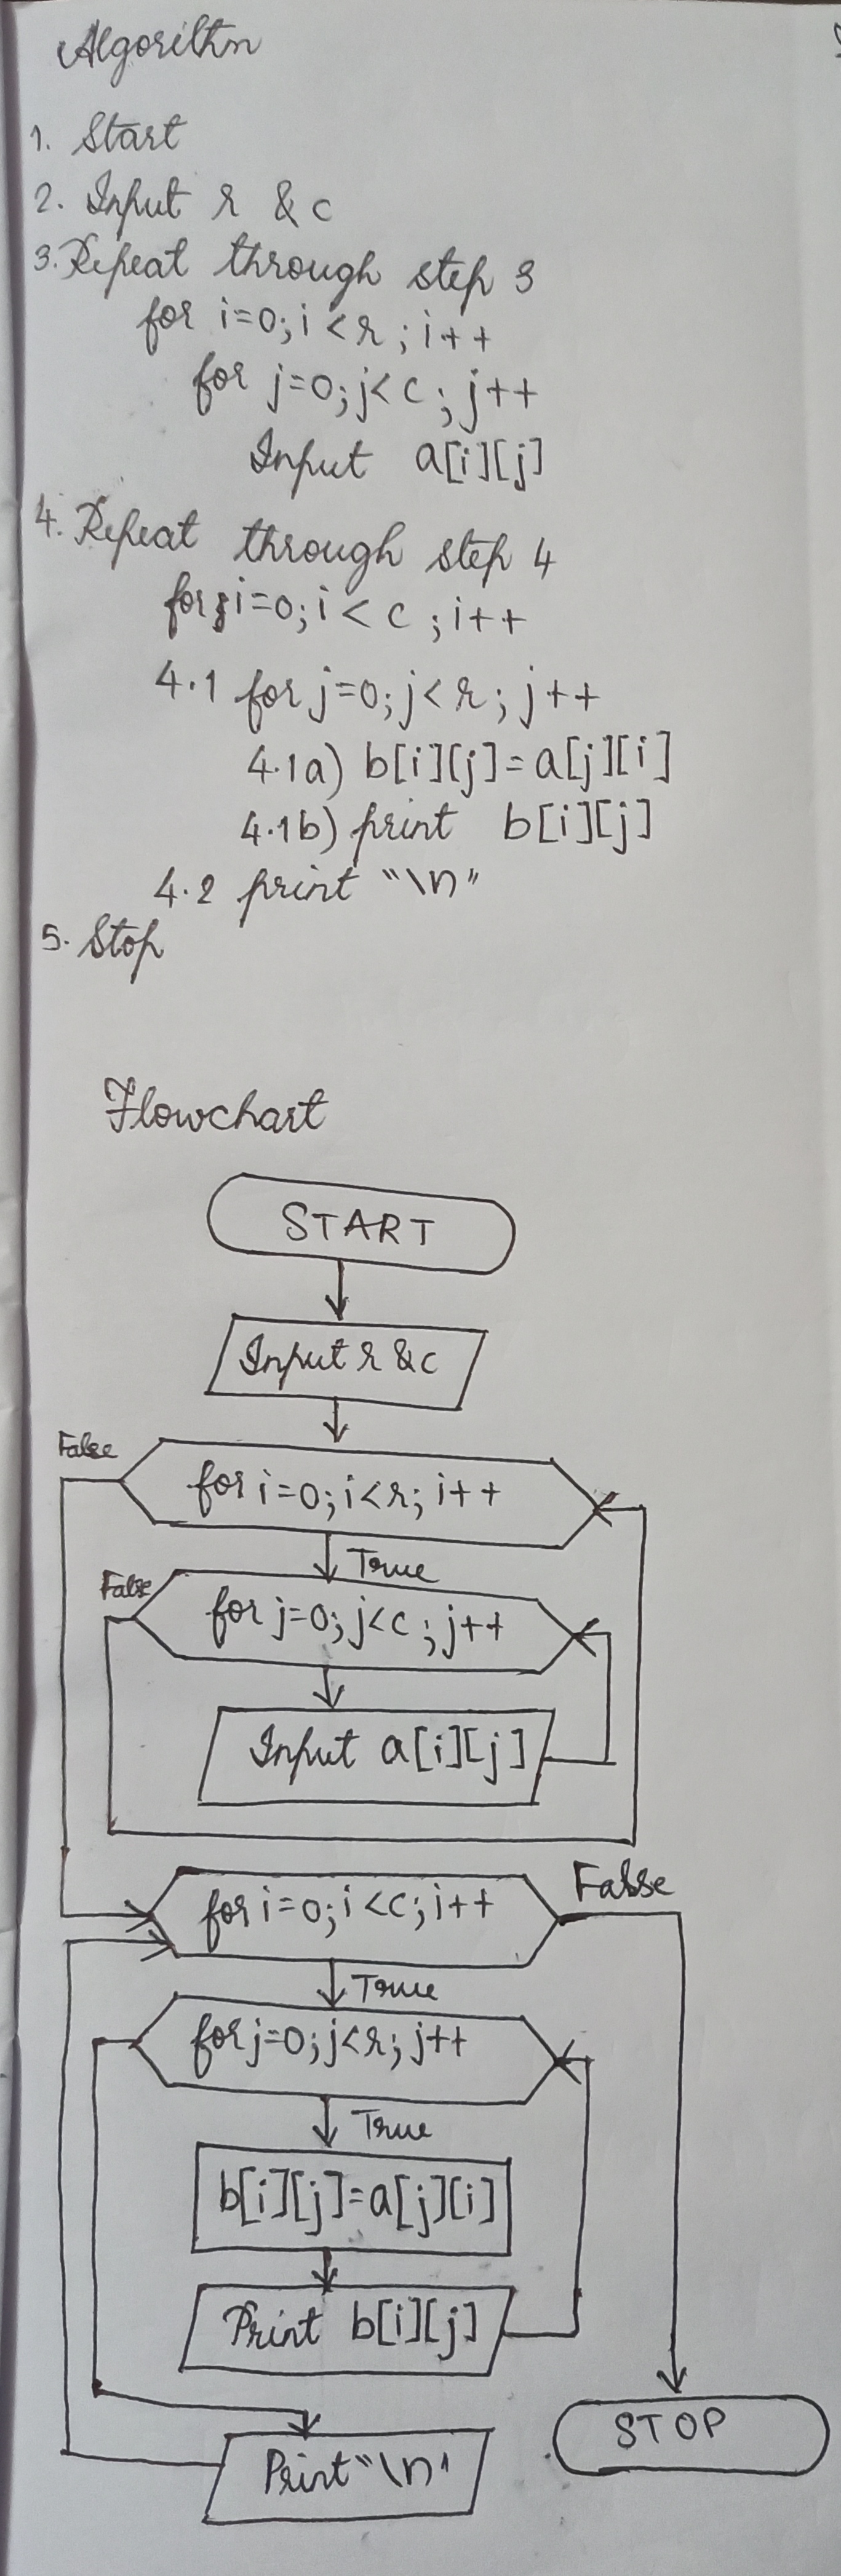 Algorithm
1. Start
2. Input r & c
3. Repeat through step 3
for i=0; i<r; i++
for j=0; j<c; j++
Input a[i][j]
4. Repeat through step 4
for i=0; i<c; i++
4.1 for j=0; j<r; j++
4.1a) b[i][j]=a[j][i]
4.1b) print b[i][j]
4.2 print "\n"
5. Stop
Flowchart
START
Input r & c
False
for i=0; i<r; i++
True
False
for j=0; j<c; j++
Input a[i][j]
for i=0; i<c; i++
False
True
for j=0; j<r; j++
True
b[i][j]=a[j][i]
Print b[i][j]
STOP
Print "\n"